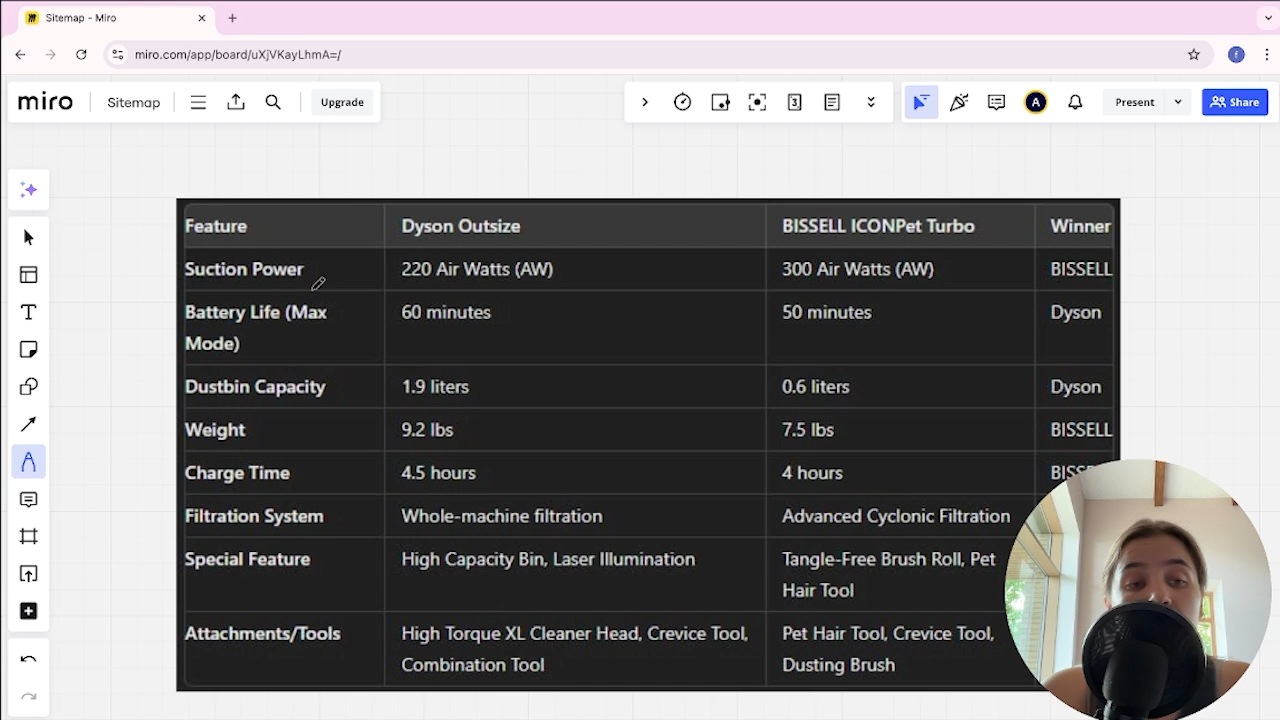 Sitemap - Miro
miro.com/app/board/uXjVKayLhmA=/
f
miro
Sitemap
Upgrade
3
A
Present
Share
Feature Dyson Outsize BISSELL ICONPet Turbo Winner
Suction Power 220 Air Watts (AW) 300 Air Watts (AW) BISSELL
Battery Life (Max 60 minutes 50 minutes Dyson
Mode)
Dustbin Capacity 1.9 liters 0.6 liters Dyson
Weight 9.2 lbs 7.5 lbs BISSELL
Charge Time 4.5 hours 4 hours
Filtration System Whole-machine filtration Advanced Cyclonic Filtration
Special Feature High Capacity Bin, Laser Illumination Tangle-Free Brush Roll, Pet
Hair Tool
Attachments/Tools High Torque XL Cleaner Head, Crevice Tool, Pet Hair Tool, Crevice Tool,
Combination Tool Dusting Brush